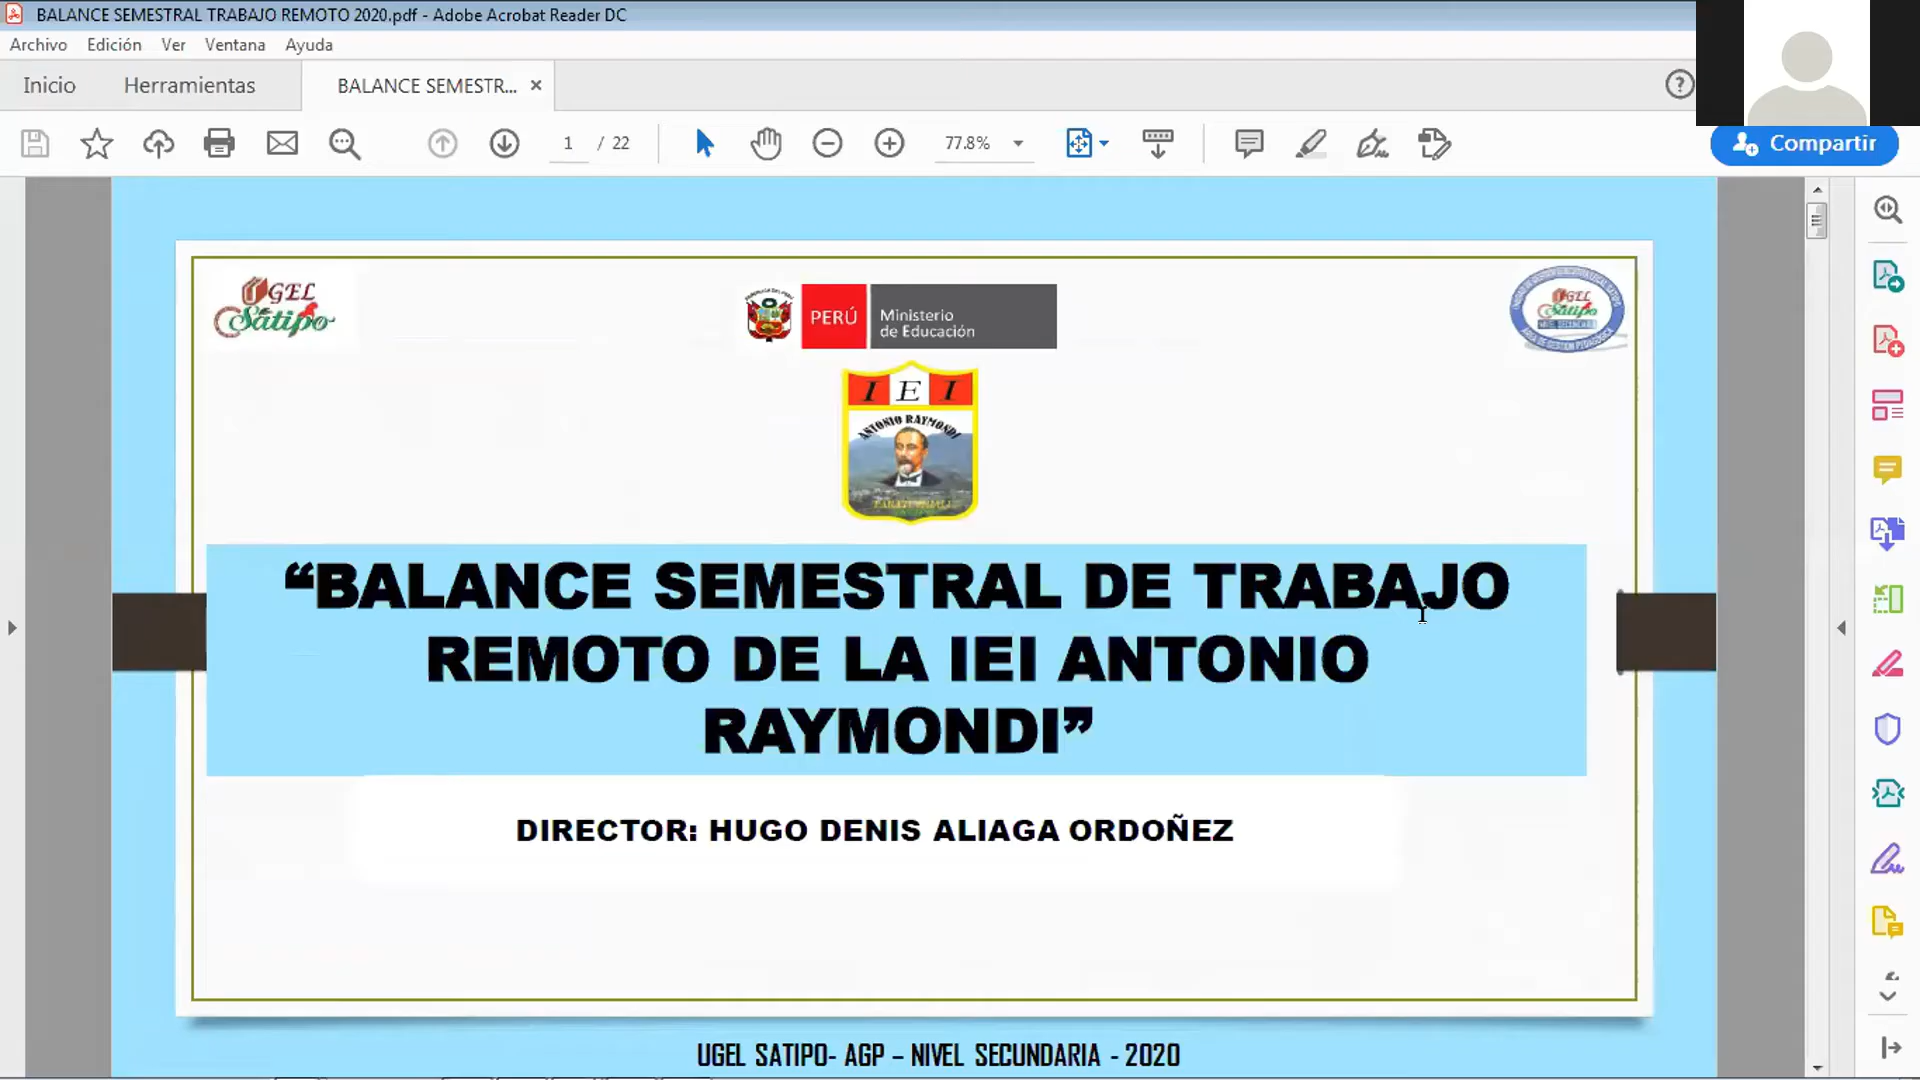 BALANCE SEMESTRAL TRABAJO REMOTO 2020.pdf - Adobe Acrobat Reader DC
Archivo Edición Ver Ventana Ayuda
Inicio Herramientas BALANCE SEMESTR... ×
1 / 22 77.8% Compartir
UGEL Satipo
PERÚ Ministerio de Educación
UGEL Satipo
I E I
ANTONIO RAYMONDI
“BALANCE SEMESTRAL DE TRABAJO
REMOTO DE LA IEI ANTONIO
RAYMONDI”
DIRECTOR: HUGO DENIS ALIAGA ORDOÑEZ
UGEL SATIPO- AGP – NIVEL SECUNDARIA - 2020